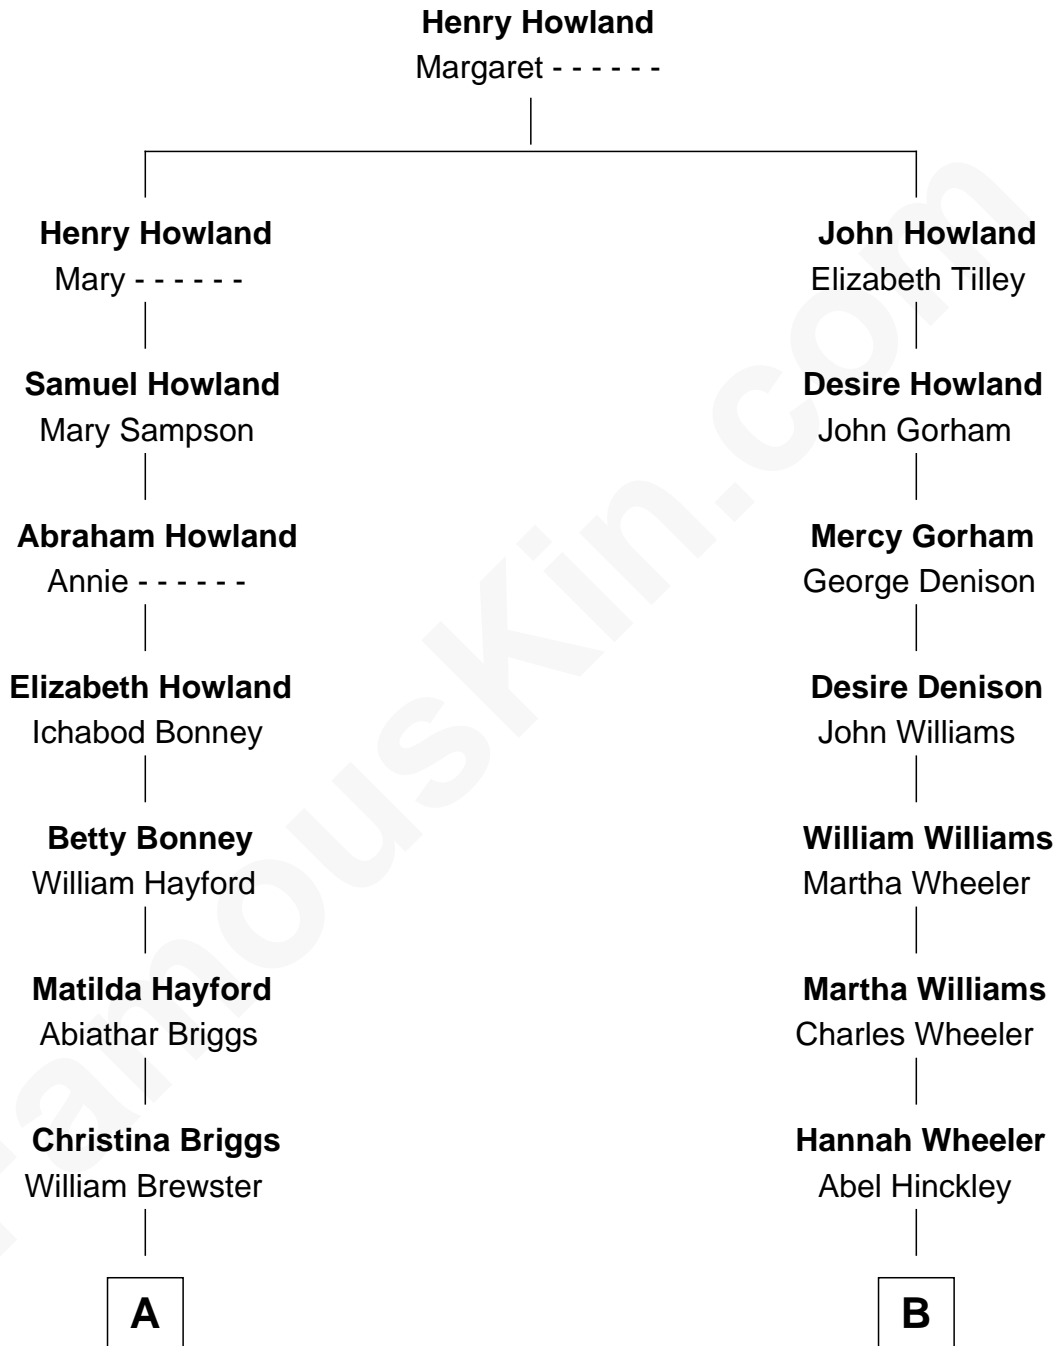 Henry Howland
Margaret - - - - - -
Henry Howland
Mary - - - - - -
Samuel Howland
Mary Sampson
Abraham Howland
Annie - - - - - -
Elizabeth Howland
Ichabod Bonney
Betty Bonney
William Hayford
Matilda Hayford
Abiathar Briggs
Christina Briggs
William Brewster
A
John Howland
Elizabeth Tilley
Desire Howland
John Gorham
Mercy Gorham
George Denison
Desire Denison
John Williams
William Williams
Martha Wheeler
Martha Williams
Charles Wheeler
Hannah Wheeler
Abel Hinckley
B
FamousKin.com